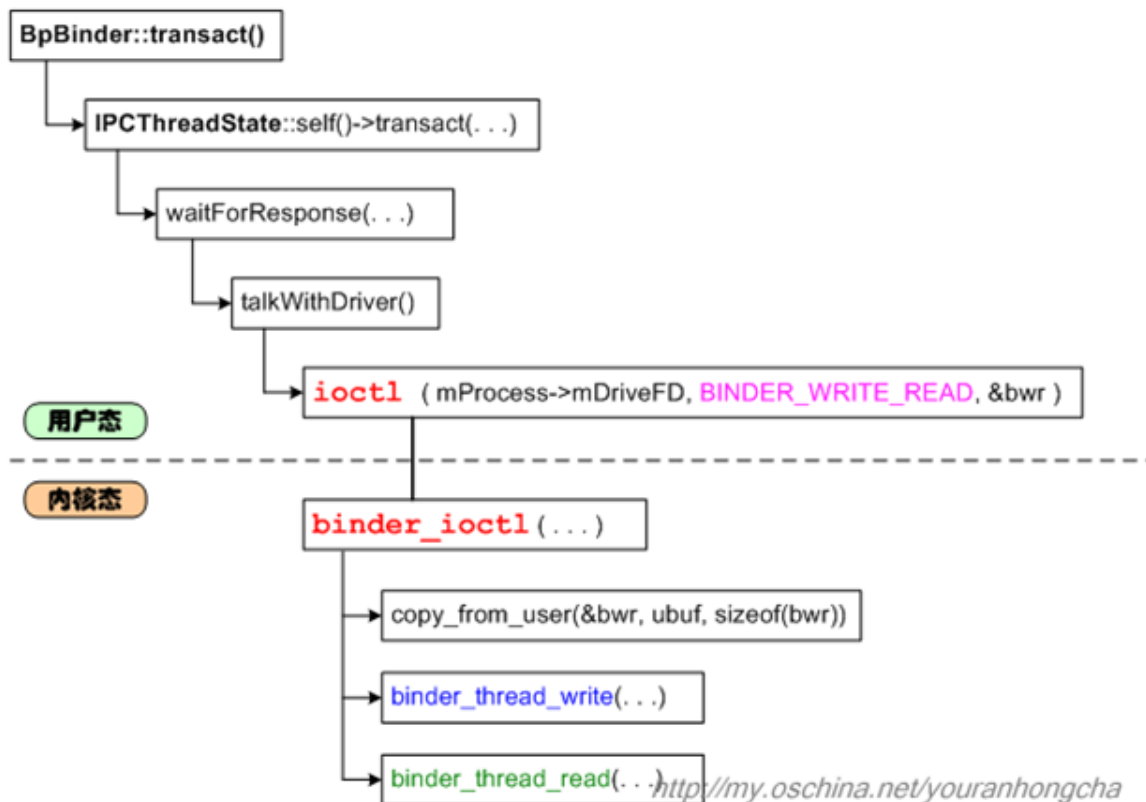 BpBinder::transact()
IPCThreadState::self()->transact(. . .)
waitForResponse(. . .)
talkWithDriver()
ioctl ( mProcess->mDriveFD, BINDER_WRITE_READ, &bwr )
用户态
内核态
binder_ioctl (. . .)
copy_from_user(&bwr, ubuf, sizeof(bwr))
binder_thread_write(. . .)
binder_thread_read(. . .)
http://my.oschina.net/youranhongcha